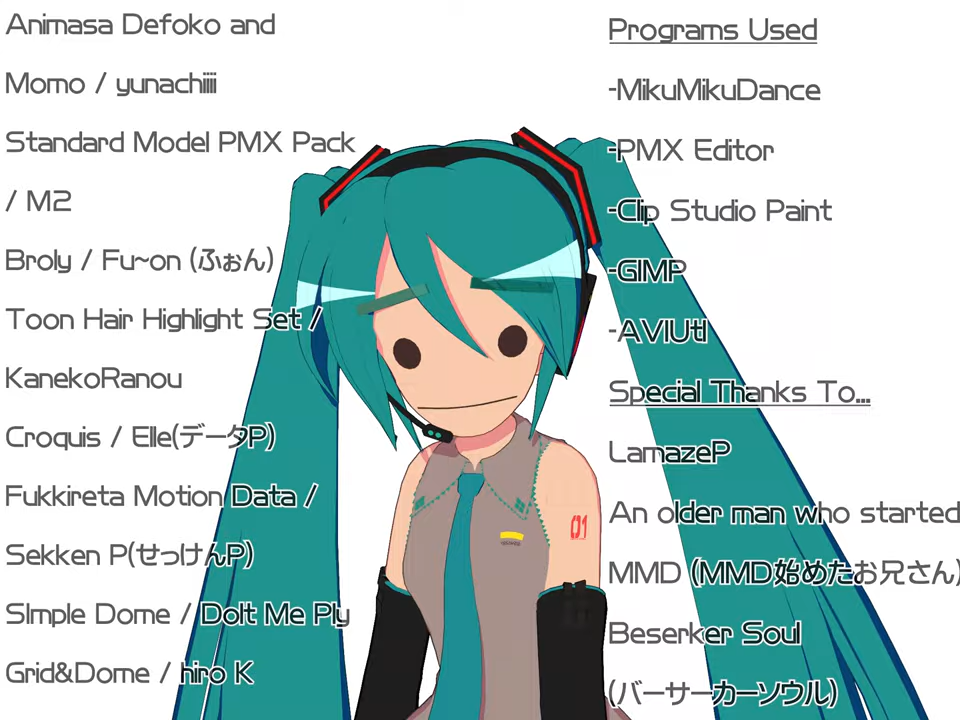 Animasa Defoko and
Momo / yunachiiii
Standard Model PMX Pack
/ M2
Broly / Fu~on (ふぉん)
Toon Hair Highlight Set /
KanekoRanou
Croquis / Elle(データP)
Fukkireta Motion Data /
Sekken P(せっけんP)
SImple Dome / DoIt Me Ply
Grid&Dome / hiro K
Programs Used
-MikuMikuDance
-PMX Editor
-Clip Studio Paint
-GIMP
-AVIUtl
Special Thanks To...
LamazeP
An older man who started
MMD (MMD始めたお兄さん)
Beserker Soul
(バーサーカーソウル)
01